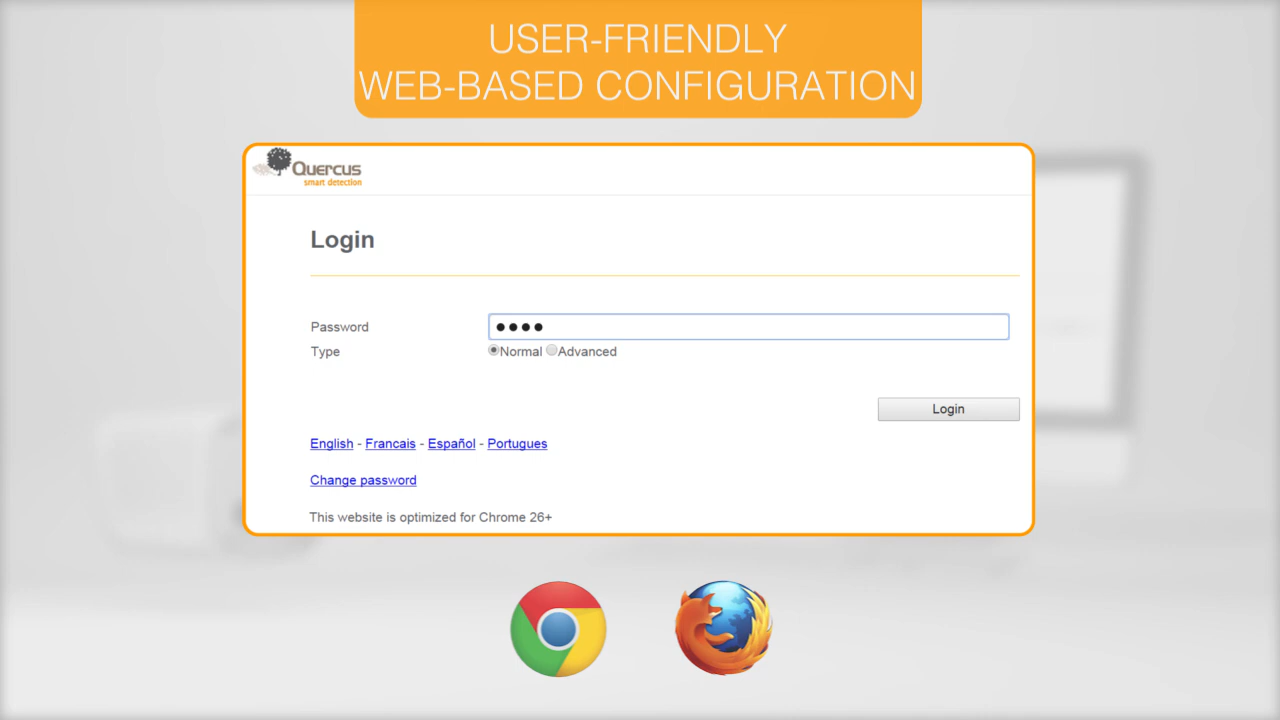 USER-FRIENDLY
WEB-BASED CONFIGURATION
Quercus
smart detection
Login
Password ●●●●
Type Normal Advanced
Login
English - Francais - Español - Portugues
Change password
This website is optimized for Chrome 26+